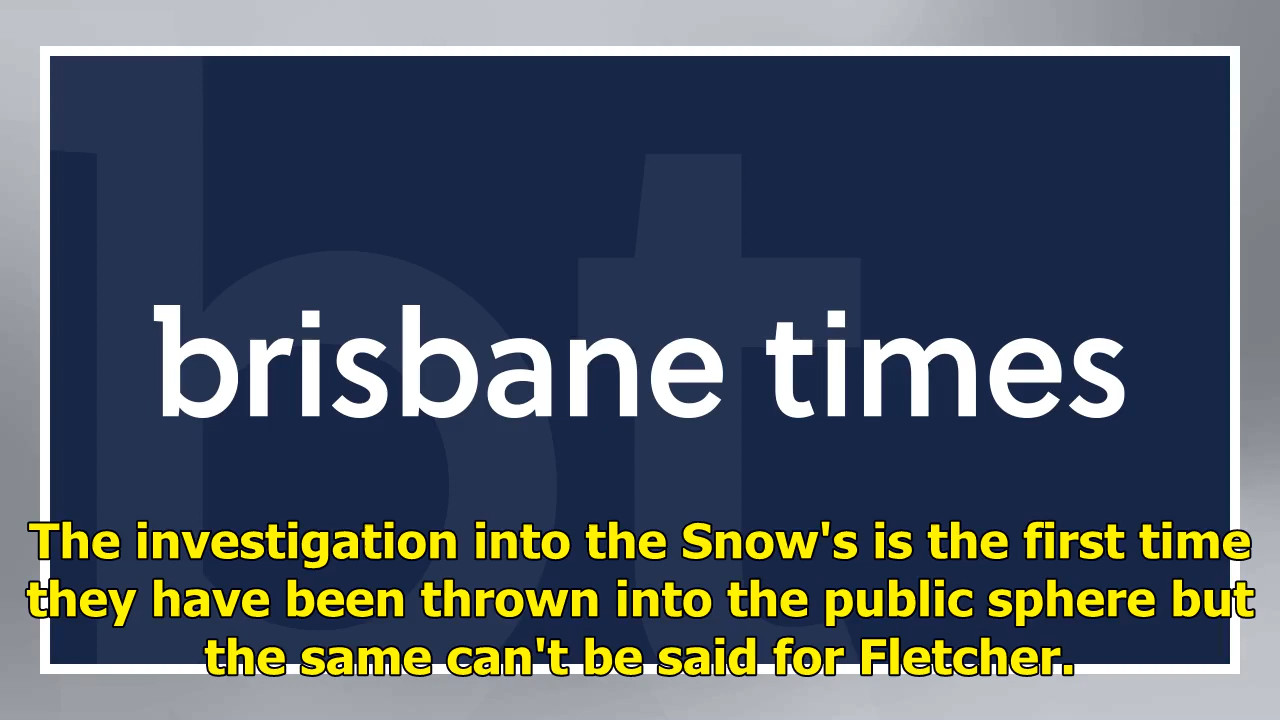 brisbane times
The investigation into the Snow's is the first time
they have been thrown into the public sphere but
the same can't be said for Fletcher.